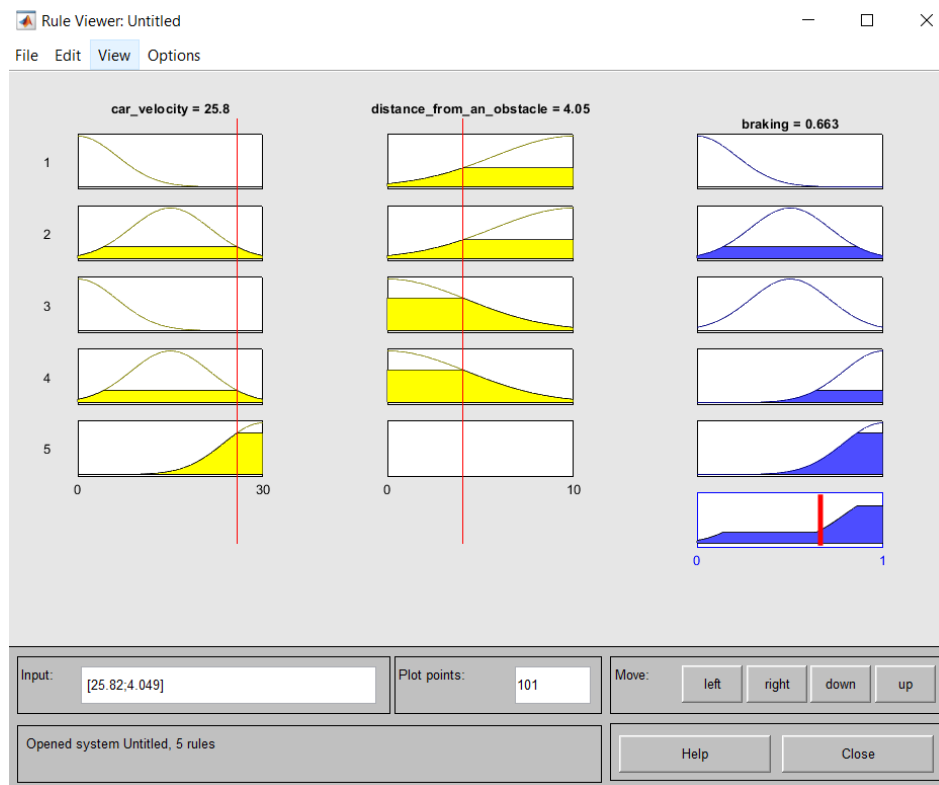 Rule Viewer: Untitled
File Edit View Options
car_velocity = 25.8
distance_from_an_obstacle = 4.05
braking = 0.663
1
2
3
4
5
0 30
0 10
0 1
Input:
[25.82;4.049]
Plot points:
101
Move:
left right down up
Opened system Untitled, 5 rules
Help Close